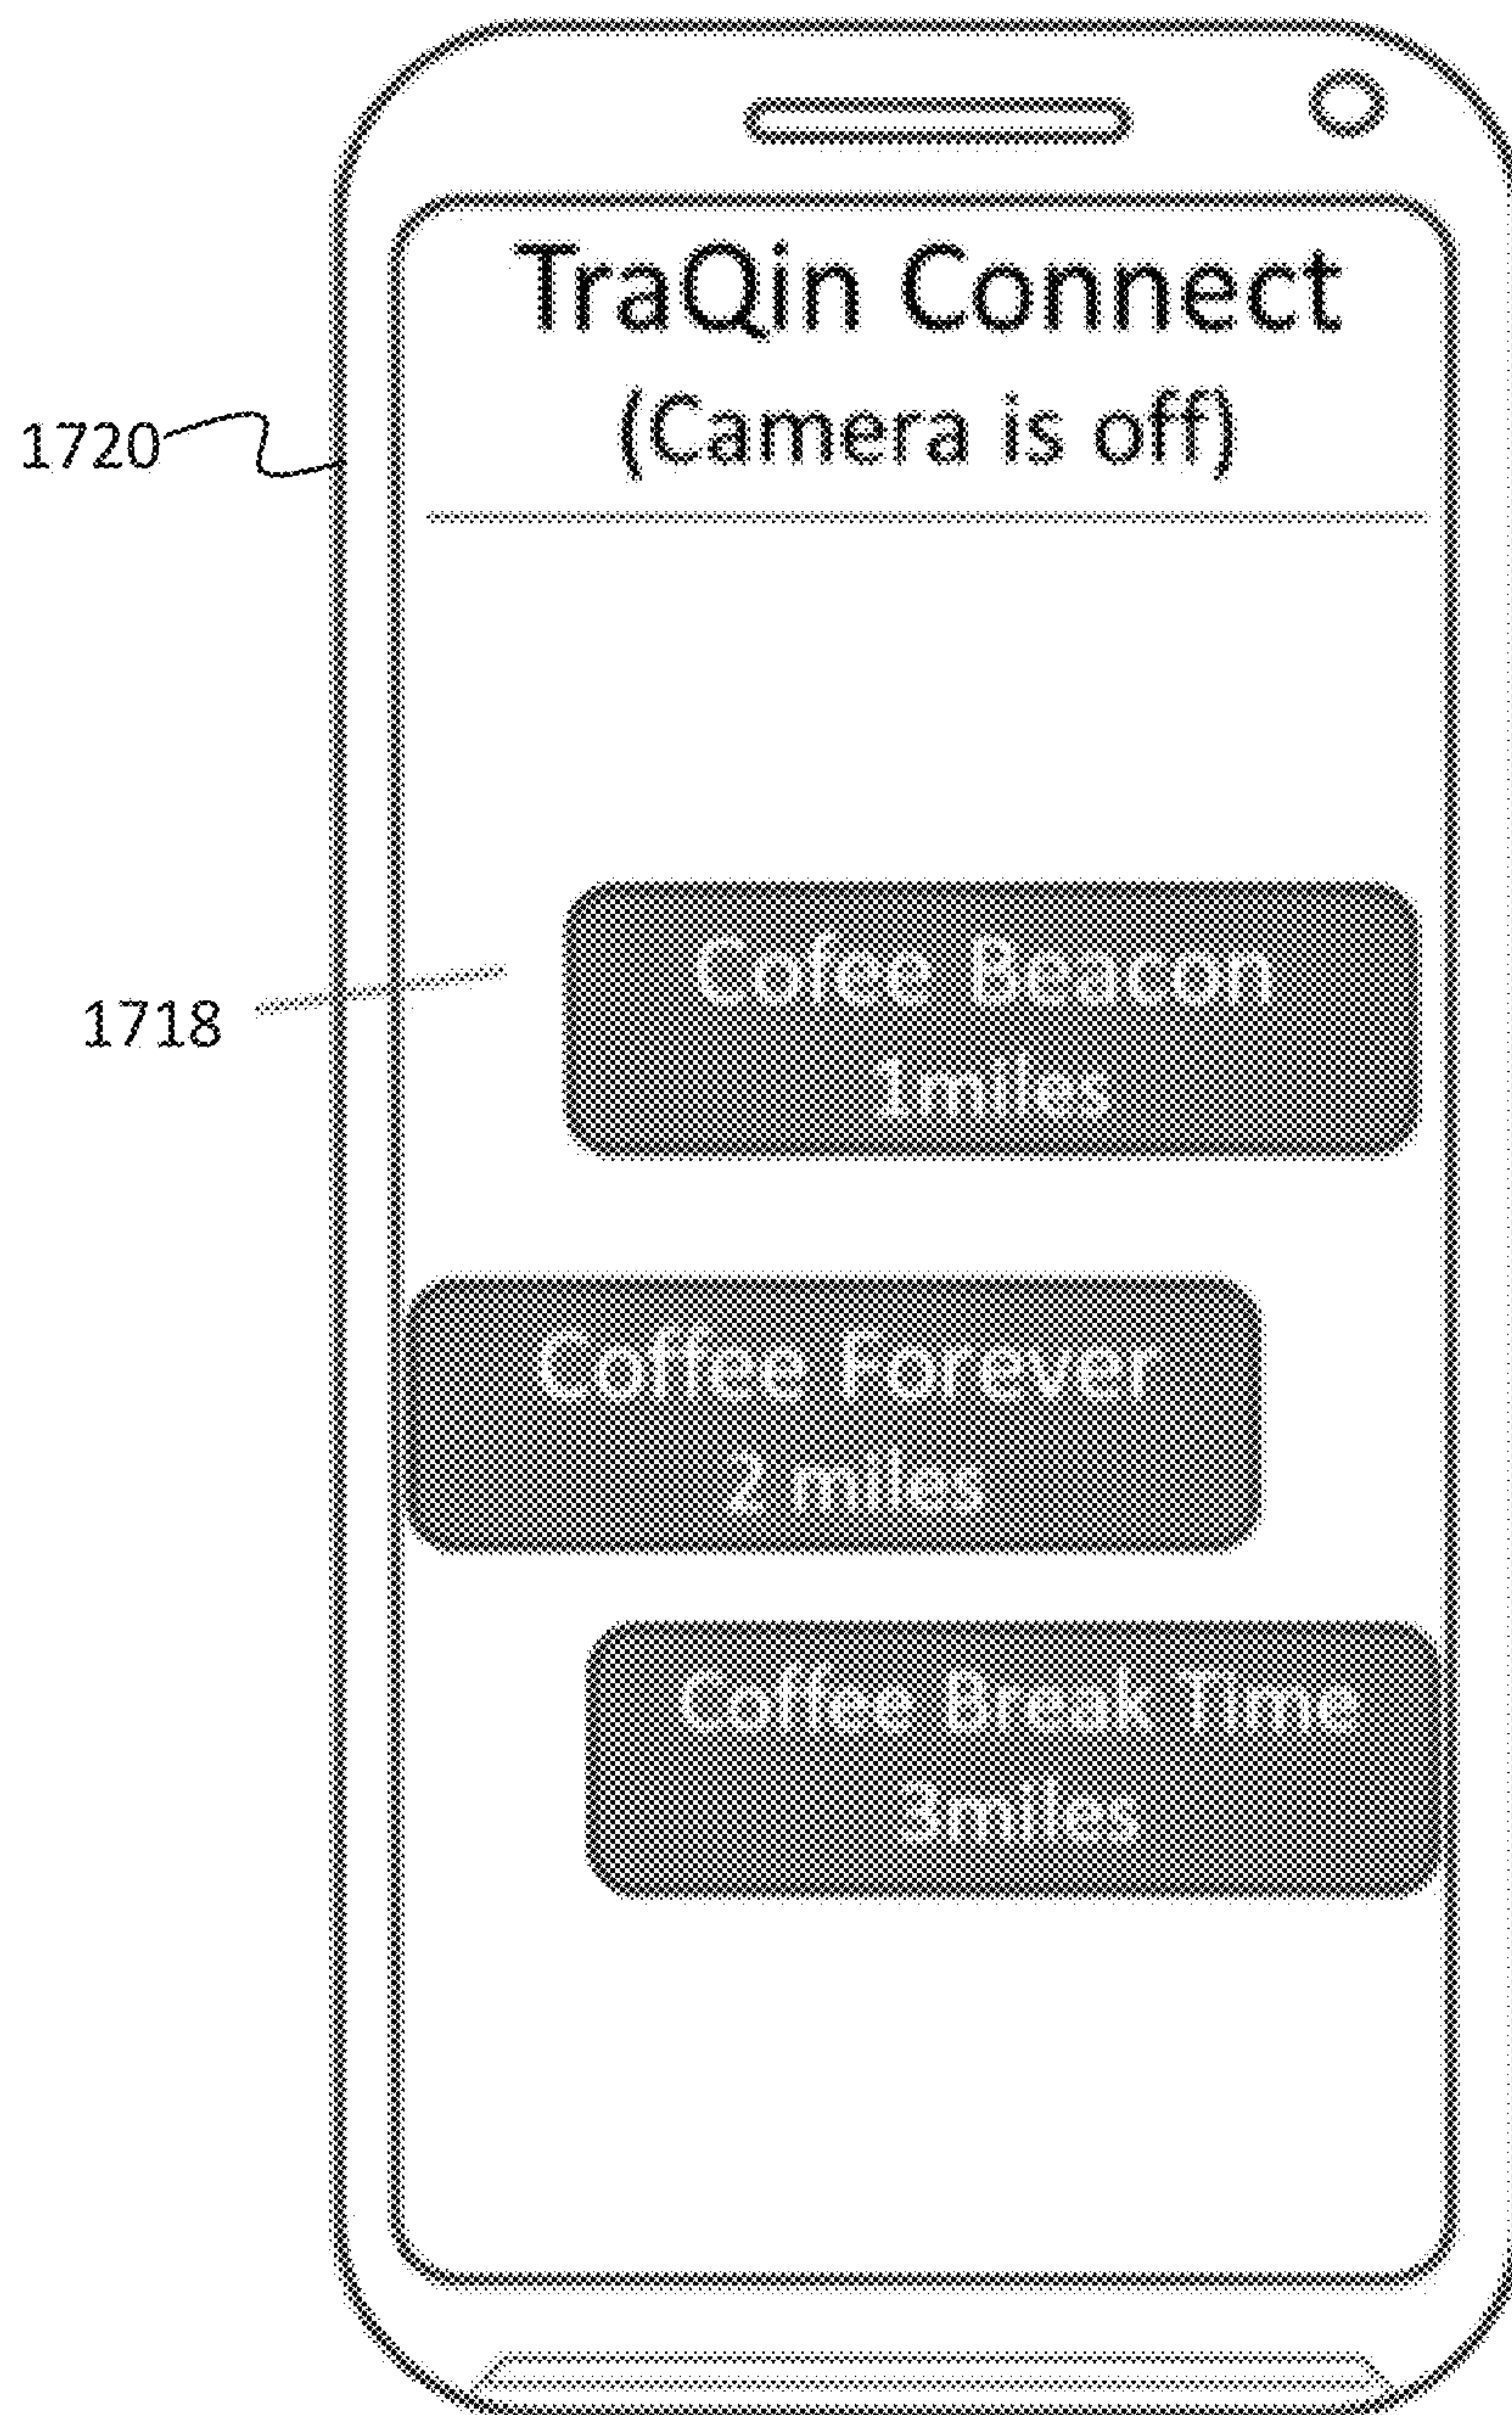 TraQin Connect
(Camera is off)
1720
Cofee Beacon
1miles
1718
Coffee Forever
2 miles
Coffee Break Time
3miles